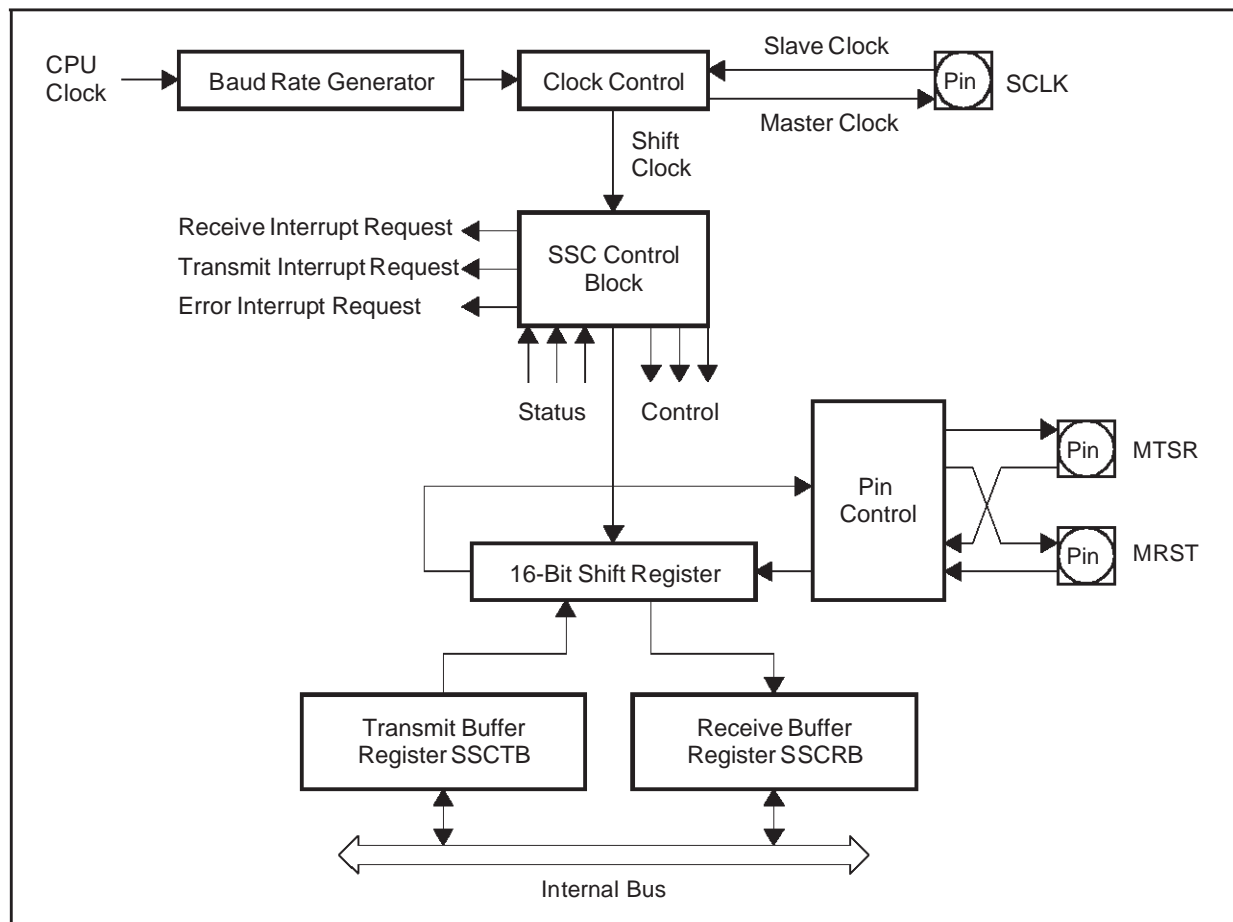 CPU
Clock
Baud Rate Generator
Clock Control
Slave Clock
Master Clock
Pin
SCLK
Shift
Clock
Receive Interrupt Request
Transmit Interrupt Request
Error Interrupt Request
SSC Control
Block
Status
Control
Pin
Control
Pin
MTSR
Pin
MRST
16-Bit Shift Register
Transmit Buffer
Register SSCTB
Receive Buffer
Register SSCRB
Internal Bus